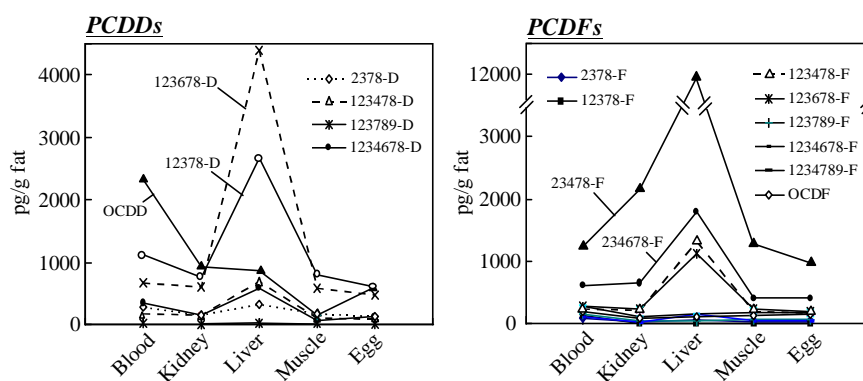 PCDDs
pg/g fat
4000
3000
2000
1000
0
123678-D
12378-D
OCDD
2378-D
123478-D
123789-D
1234678-D
Blood
Kidney
Liver
Muscle
Egg
PCDFs
pg/g fat
12000
3000
2000
1000
0
2378-F
12378-F
23478-F
234678-F
123478-F
123678-F
123789-F
1234678-F
1234789-F
OCDF
Blood
Kidney
Liver
Muscle
Egg